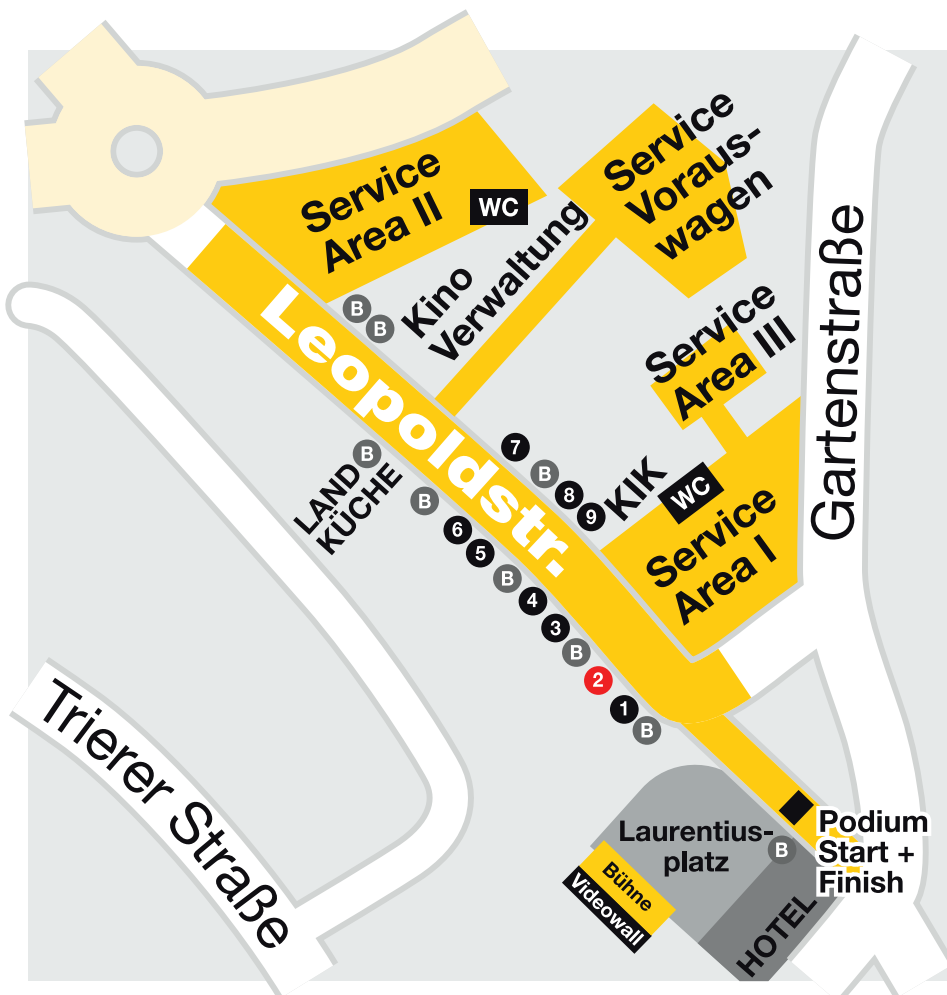 Service
Area II
WC
Service
Voraus-
wagen
Kino
Verwaltung
B
B
Leopoldstr.
Service
Area III
Gartenstraße
7
B
8
9
KIK
WC
Service
Area I
B
LAND
KÜCHE
B
6
5
B
4
3
B
2
1
B
Trierer Straße
Laurentius-
platz
B
Podium
Start +
Finish
Bühne
Videowall
HOTEL